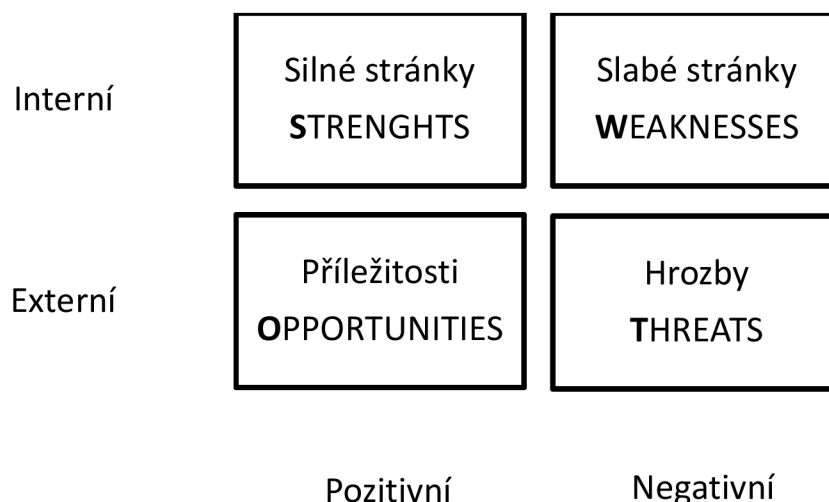 Interní
Silné stránky
STRENGHTS
Slabé stránky
WEAKNESSES
Externí
Příležitosti
OPPORTUNITIES
Hrozby
THREATS
Pozitivní
Negativní